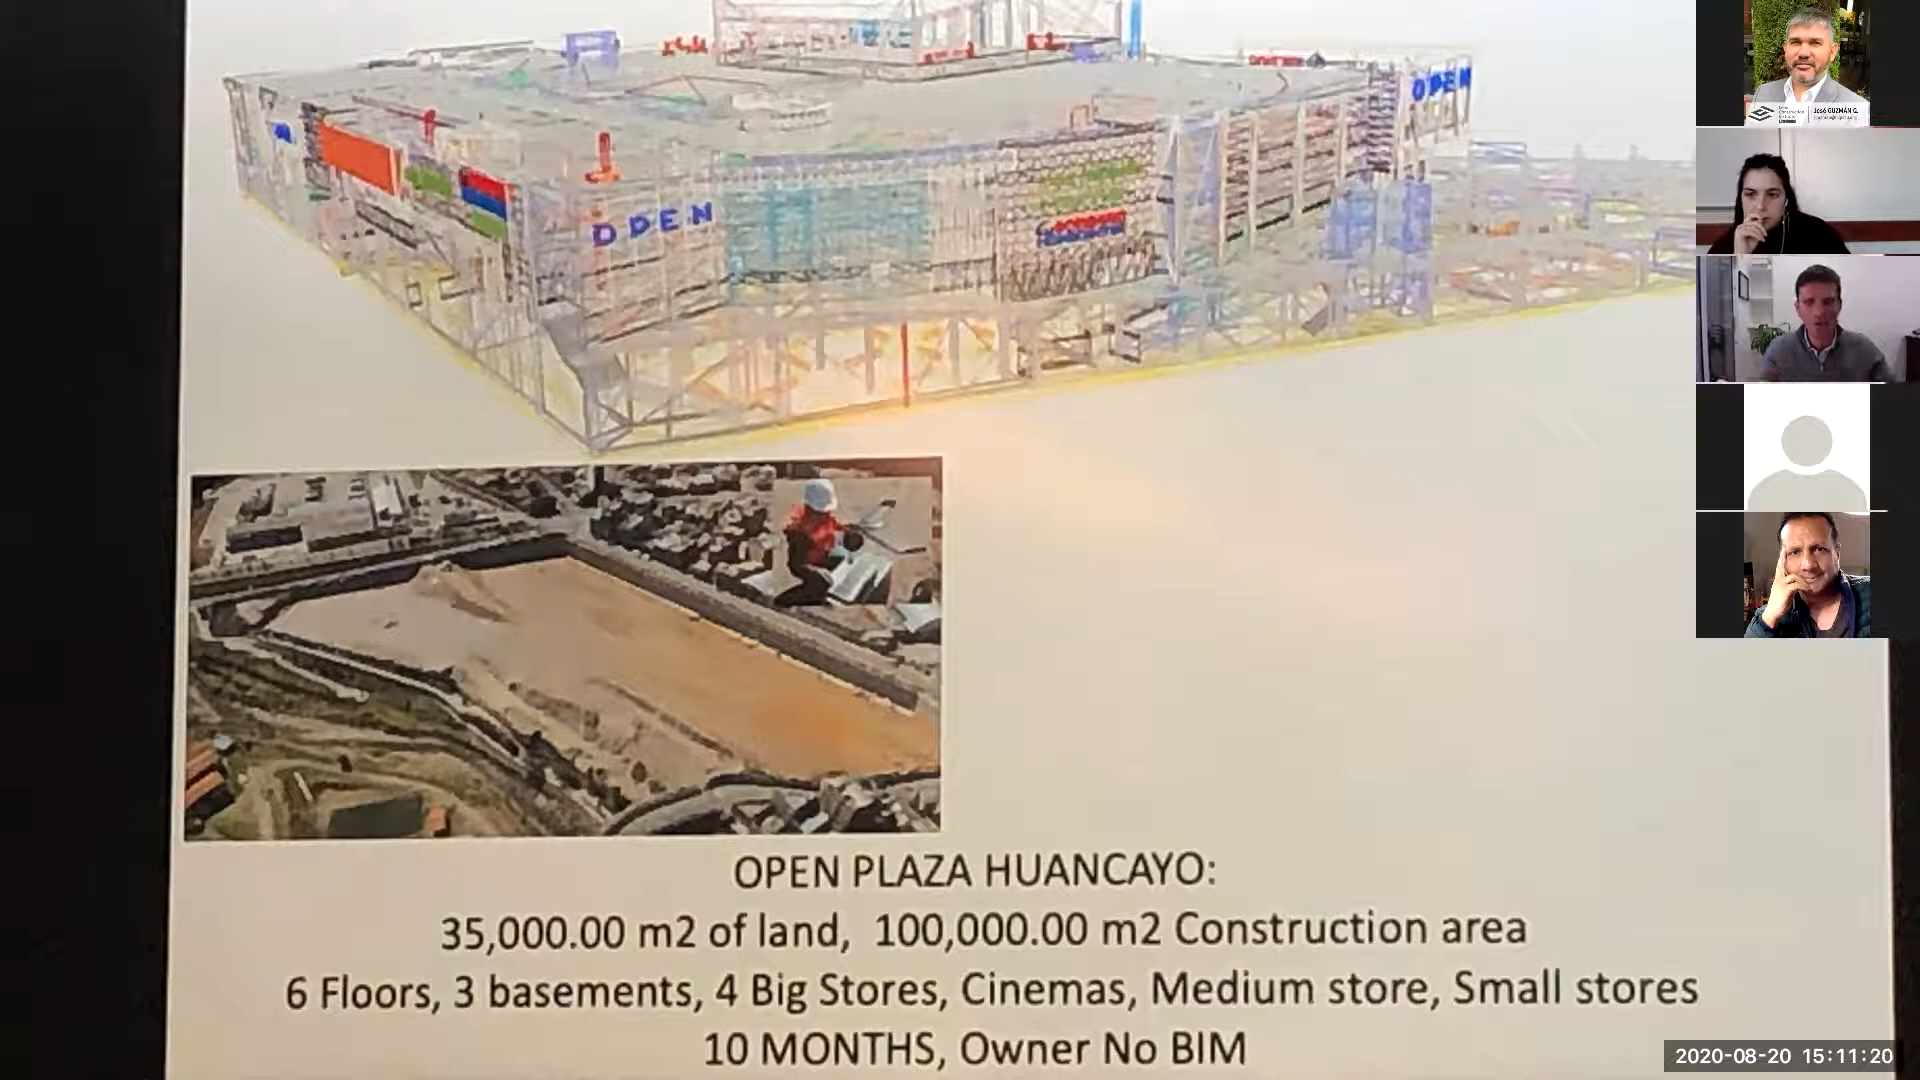 OPEN
OPEN
José GUZMÁN G.
OPEN PLAZA HUANCAYO:
35,000.00 m2 of land, 100,000.00 m2 Construction area
6 Floors, 3 basements, 4 Big Stores, Cinemas, Medium store, Small stores
10 MONTHS, Owner No BIM
2020-08-20 15:11:20